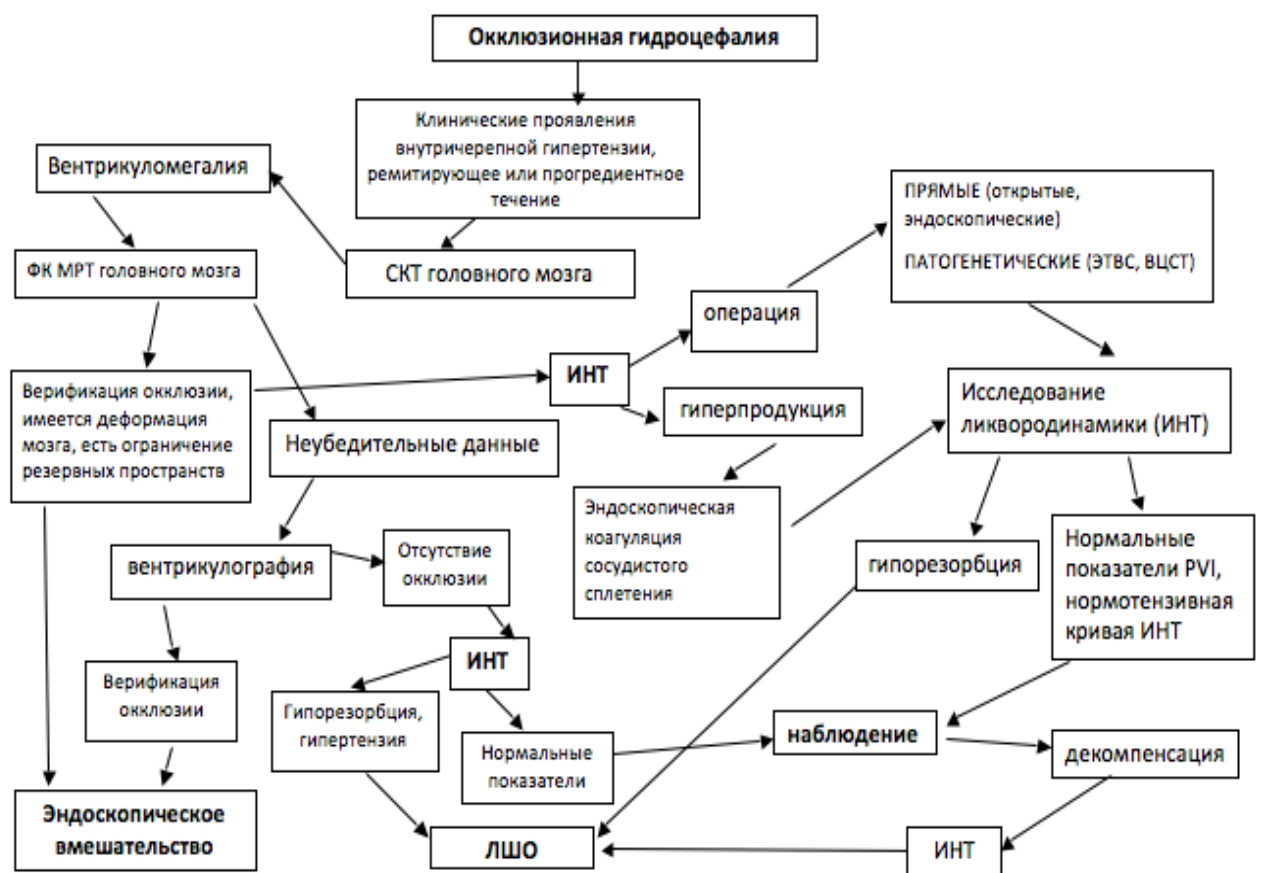 Окклюзионная гидроцефалия
Клинические проявления
внутричерепной гипертензии,
ремитирующее или прогредиентное
течение
Вентрикуломегалия
ПРЯМЫЕ (открытые,
эндоскопические)
ПАТОГЕНЕТИЧЕСКИЕ (ЭТВС, ВЦСТ)
ФК МРТ головного мозга
СКТ головного мозга
операция
ИНТ
Верификация окклюзии,
имеется деформация
мозга, есть ограничение
резервных пространств
гиперпродукция
Исследование
ликвородинамики (ИНТ)
Неубедительные данные
Эндоскопическая
коагуляция
сосудистого
сплетения
вентрикулография
Отсутствие
окклюзии
гипорезорбция
Нормальные
показатели PVI,
нормотензивная
кривая ИНТ
ИНТ
Верификация
окклюзии
Гипорезорбция,
гипертензия
Нормальные
показатели
наблюдение
декомпенсация
Эндоскопическое
вмешательство
ЛШО
ИНТ